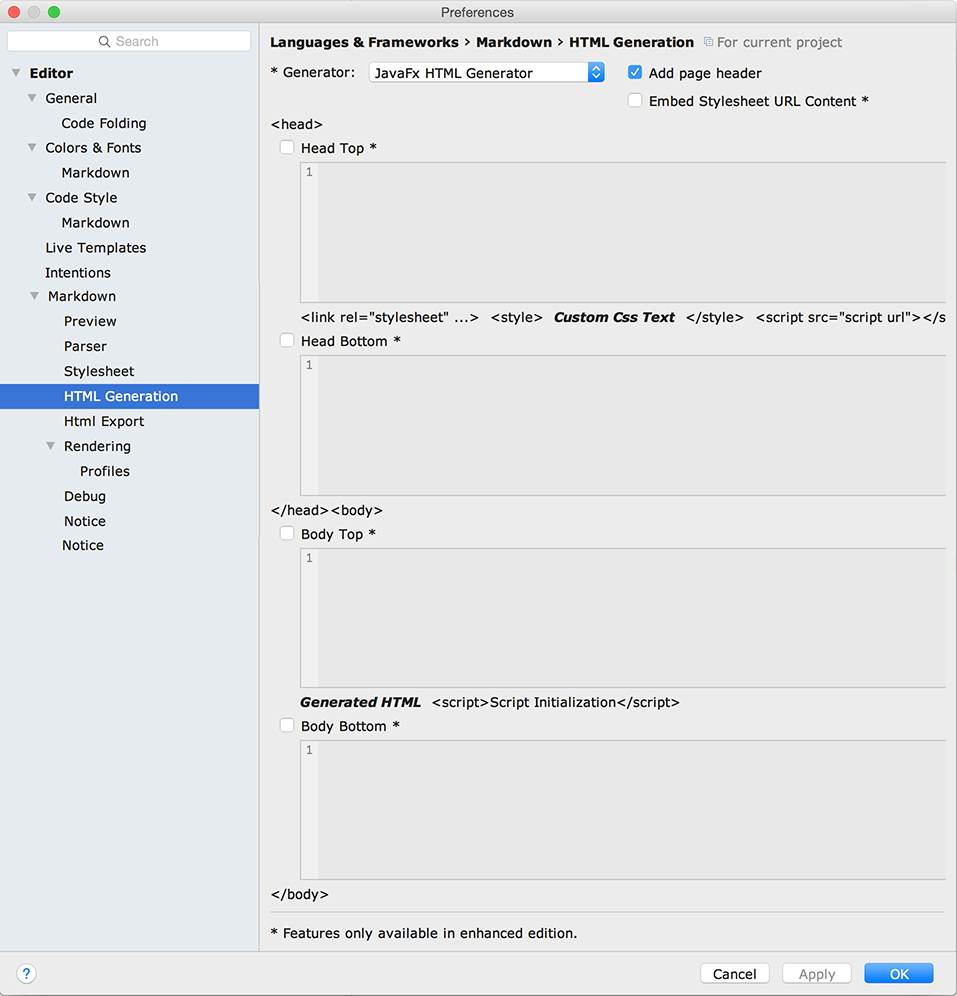 Preferences
Search
Editor
General
Code Folding
Colors & Fonts
Markdown
Code Style
Markdown
Live Templates
Intentions
Markdown
Preview
Parser
Stylesheet
HTML Generation
Html Export
Rendering
Profiles
Debug
Notice
Notice
Languages & Frameworks › Markdown › HTML Generation For current project
* Generator: JavaFx HTML Generator Add page header
Embed Stylesheet URL Content *
<head>
Head Top *
1
<link rel="stylesheet" ...> <style> Custom Css Text </style> <script src="script url"></s
Head Bottom *
1
</head><body>
Body Top *
1
Generated HTML <script>Script Initialization</script>
Body Bottom *
1
</body>
* Features only available in enhanced edition.
? Cancel Apply OK